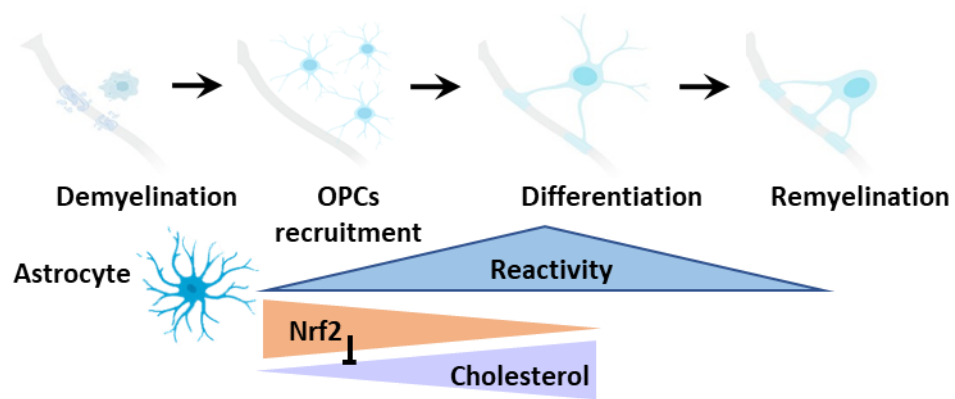 Demyelination
OPCs
recruitment
Differentiation
Remyelination
Astrocyte
Reactivity
Nrf2
Cholesterol